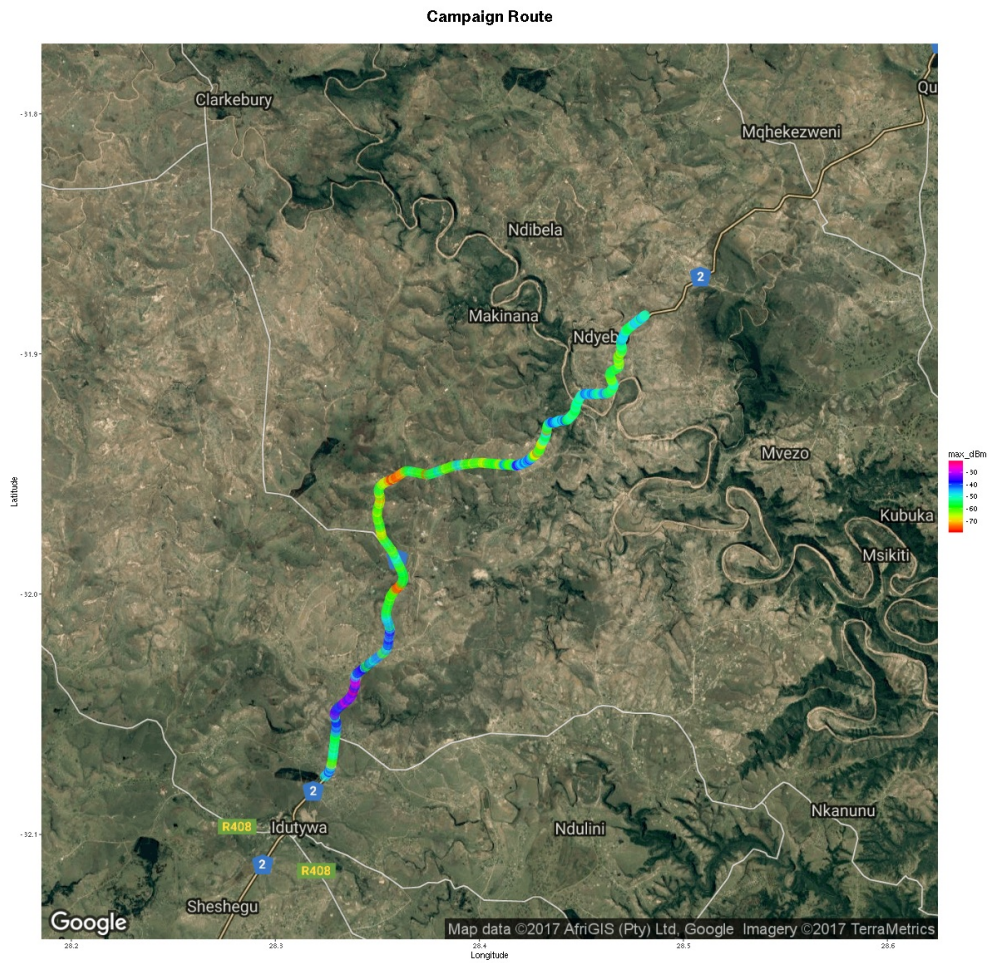 Campaign Route
Clarkebury
Qu
Mqhekezweni
Ndibela
2
Makinana
Ndyeb
Mvezo
Kubuka
Msikiti
2
Nkanunu
R408
Idutywa
Ndulini
2
R408
Sheshegu
Google
Map data ©2017 AfriGIS (Pty) Ltd, Google Imagery ©2017 TerraMetrics
-31.8
-31.9
-32.0
-32.1
Latitude
28.2
28.3
28.4
28.5
28.6
Longitude
max_dBm
-30
-40
-50
-60
-70